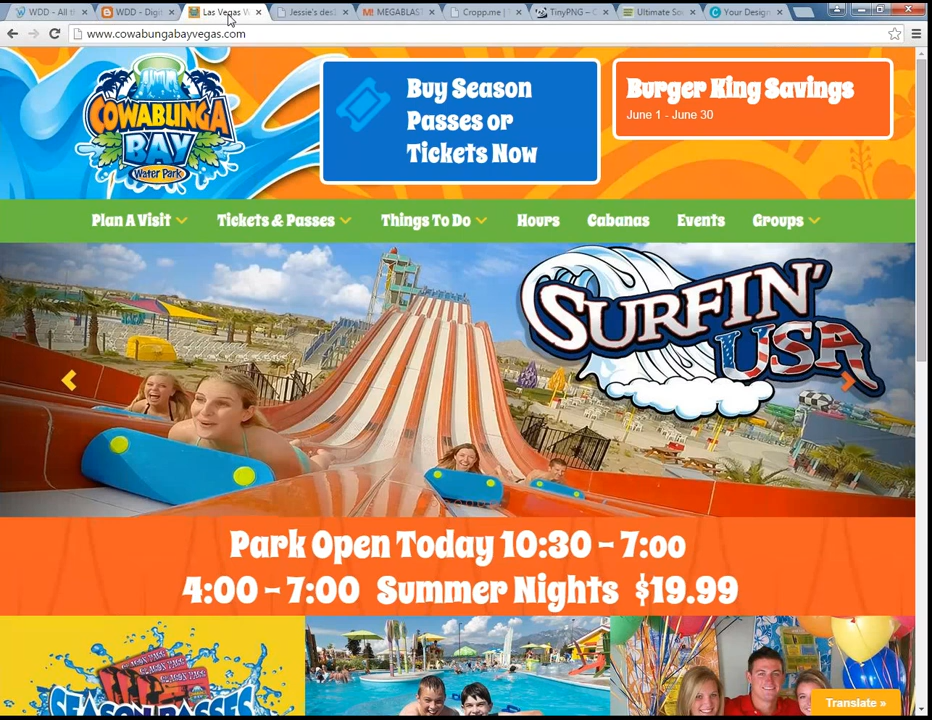 WDD - All t
WDD - Digit
Las Vegas W
Jessie's des
MEGABLAS
Cropp.me |
TinyPNG – C
Ultimate So
Your Design
www.cowabungabayvegas.com
COWABUNGA
BAY
Water Park
Buy Season
Passes or
Tickets Now
Burger King Savings
June 1 - June 30
Plan A Visit
Tickets & Passes
Things To Do
Hours
Cabanas
Events
Groups
SURFIN'
USA
Park Open Today 10:30 – 7:00
4:00 – 7:00 Summer Nights $19.99
SEASON PASSES
Translate »